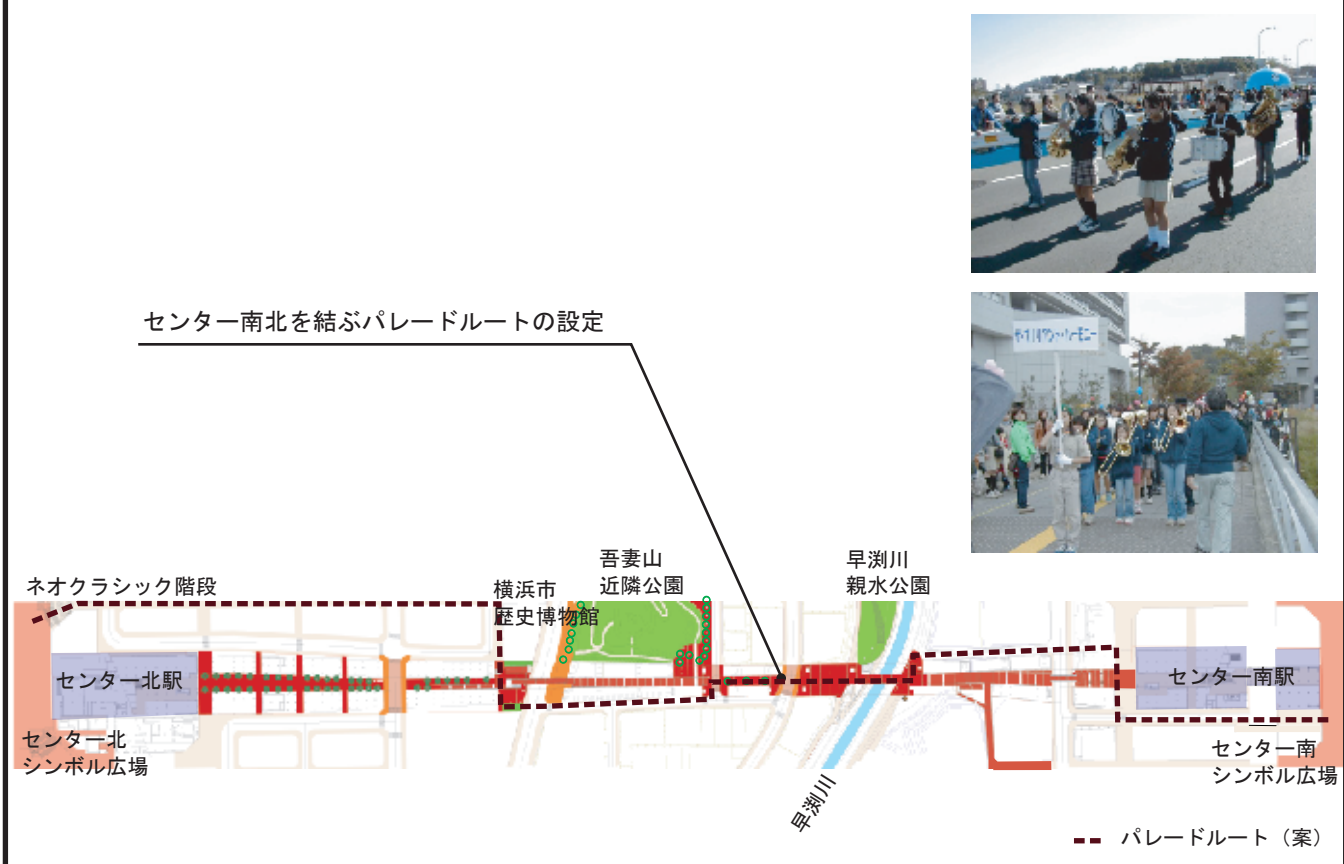 センター南北を結ぶパレードルートの設定
ネオクラシック階段
横浜市
歴史博物館
吾妻山
近隣公園
早渕川
親水公園
センター北駅
センター南駅
センター北
シンボル広場
早渕川
センター南
シンボル広場
パレードルート（案）